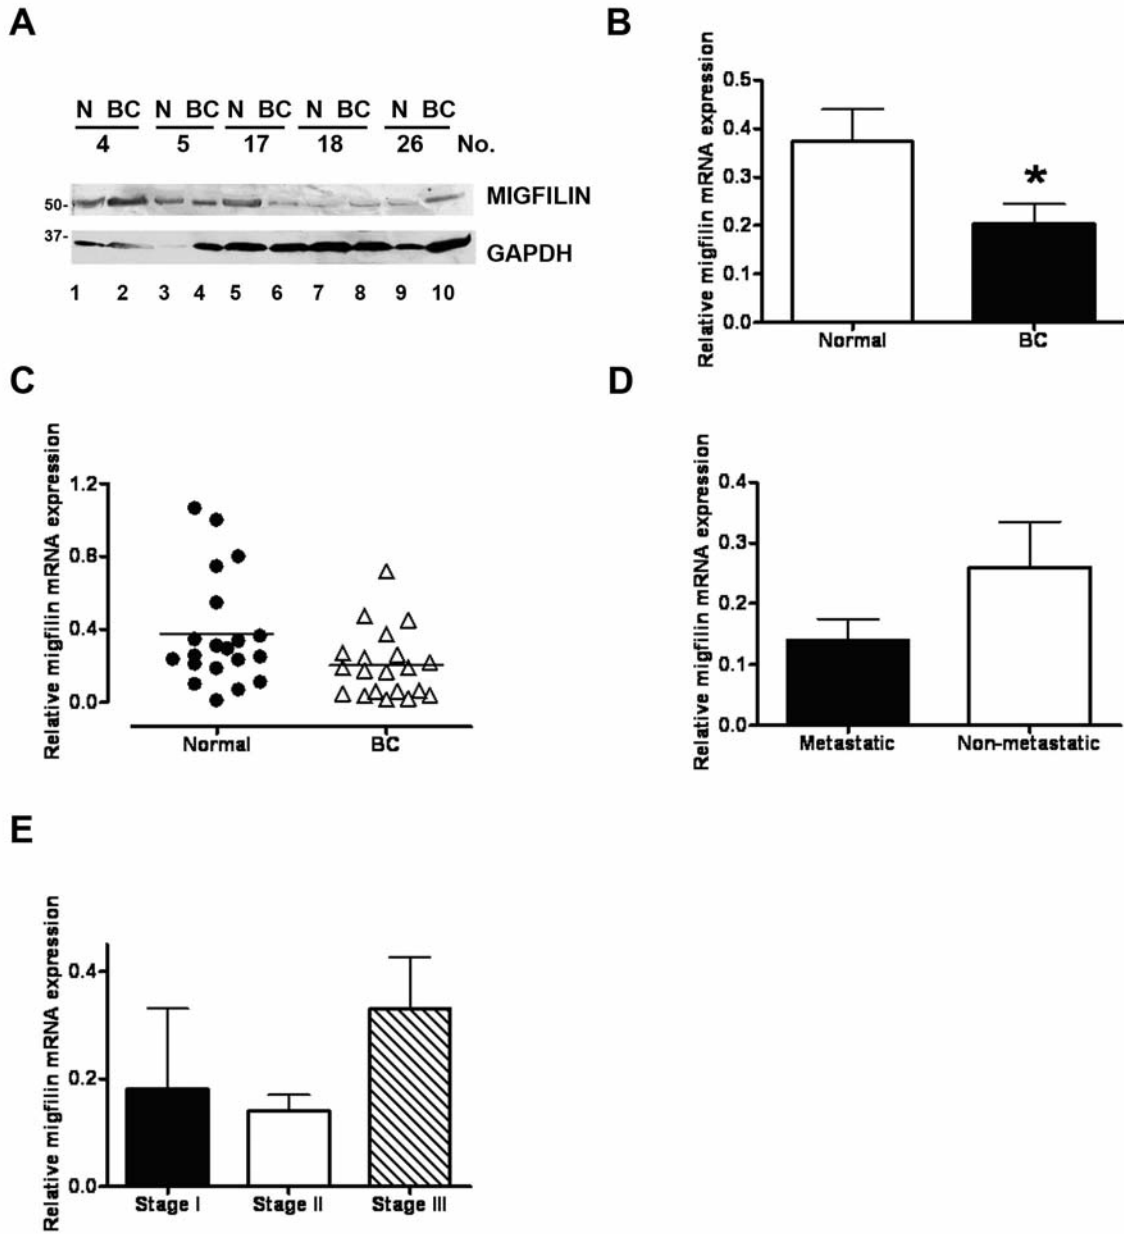 A
N BC N BC N BC N BC N BC
4 5 17 18 26 No.
50- MIGFILIN
37- GAPDH
1 2 3 4 5 6 7 8 9 10
B
Relative migfilin mRNA expression
0.5
0.4
0.3
0.2
0.1
0.0
*
Normal BC
C
Relative migfilin mRNA expression
1.2
0.8
0.4
0.0
Normal BC
D
Relative migfilin mRNA expression
0.4
0.3
0.2
0.1
0.0
Metastatic Non-metastatic
E
Relative migfilin mRNA expression
0.4
0.2
0.0
Stage I Stage II Stage III